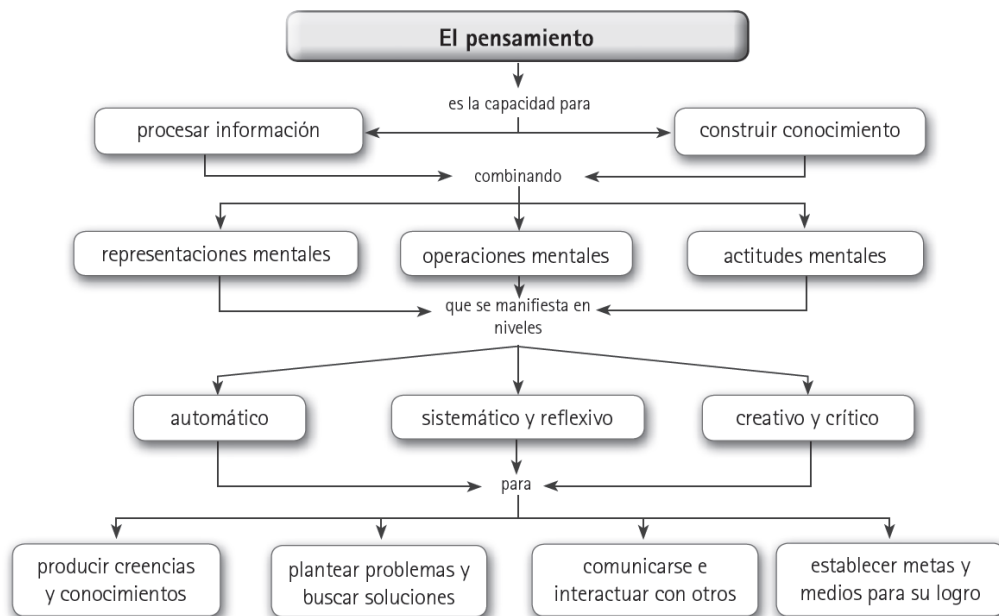 El pensamiento
es la capacidad para
procesar información
construir conocimiento
combinando
representaciones mentales
operaciones mentales
actitudes mentales
que se manifiesta en
niveles
automático
sistemático y reflexivo
creativo y crítico
para
producir creencias
y conocimientos
plantear problemas y
buscar soluciones
comunicarse e
interactuar con otros
establecer metas y
medios para su logro